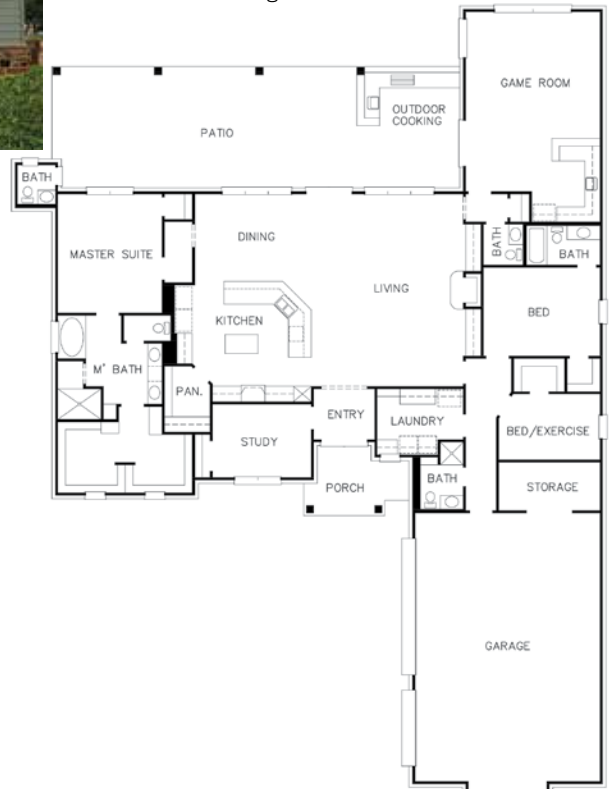 GAME ROOM
OUTDOOR
COOKING
PATIO
BATH
DINING
MASTER SUITE
BATH
BATH
LIVING
BED
KITCHEN
M' BATH
PAN.
ENTRY
LAUNDRY
BED/EXERCISE
STUDY
BATH
STORAGE
PORCH
GARAGE